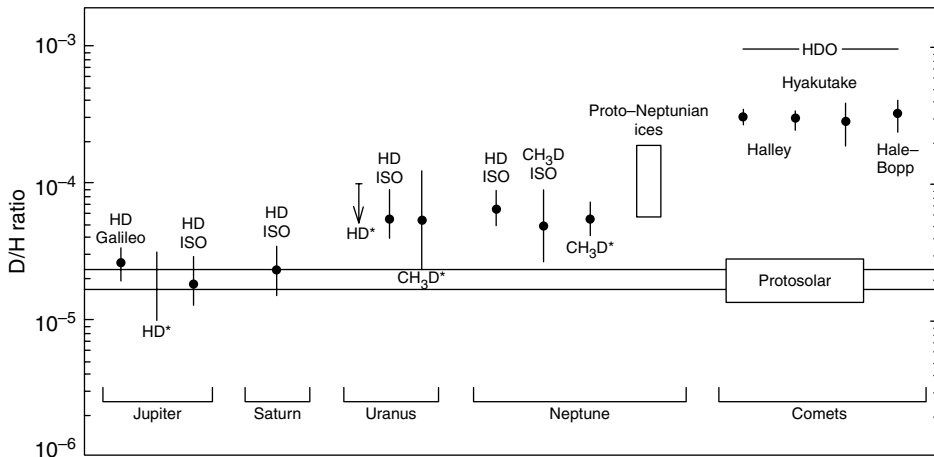 D/H ratio
10⁻³
10⁻⁴
10⁻⁵
10⁻⁶
HD
Galileo
HD*
HD
ISO
HD
ISO
HD*
HD
ISO
CH₃D*
HD
ISO
CH₃D
ISO
CH₃D*
Proto–Neptunian
ices
HDO
Halley
Hyakutake
Hale–
Bopp
Protosolar
Jupiter
Saturn
Uranus
Neptune
Comets